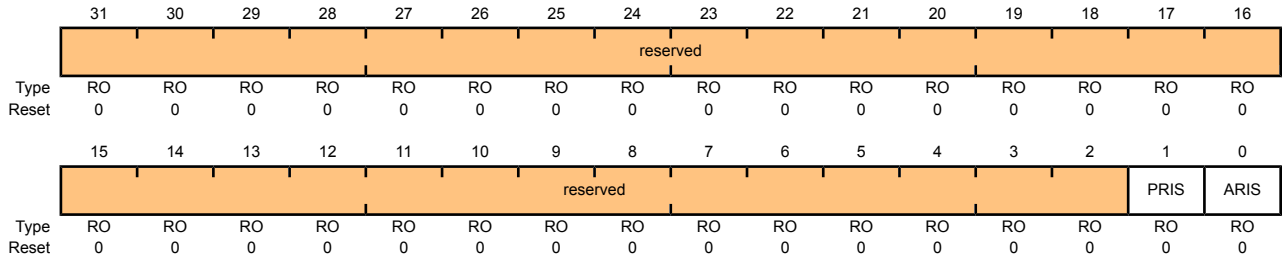 31 30 29 28 27 26 25 24 23 22 21 20 19 18 17 16
reserved
Type RO RO RO RO RO RO RO RO RO RO RO RO RO RO RO RO
Reset 0 0 0 0 0 0 0 0 0 0 0 0 0 0 0 0
15 14 13 12 11 10 9 8 7 6 5 4 3 2 1 0
reserved PRIS ARIS
Type RO RO RO RO RO RO RO RO RO RO RO RO RO RO RO RO
Reset 0 0 0 0 0 0 0 0 0 0 0 0 0 0 0 0